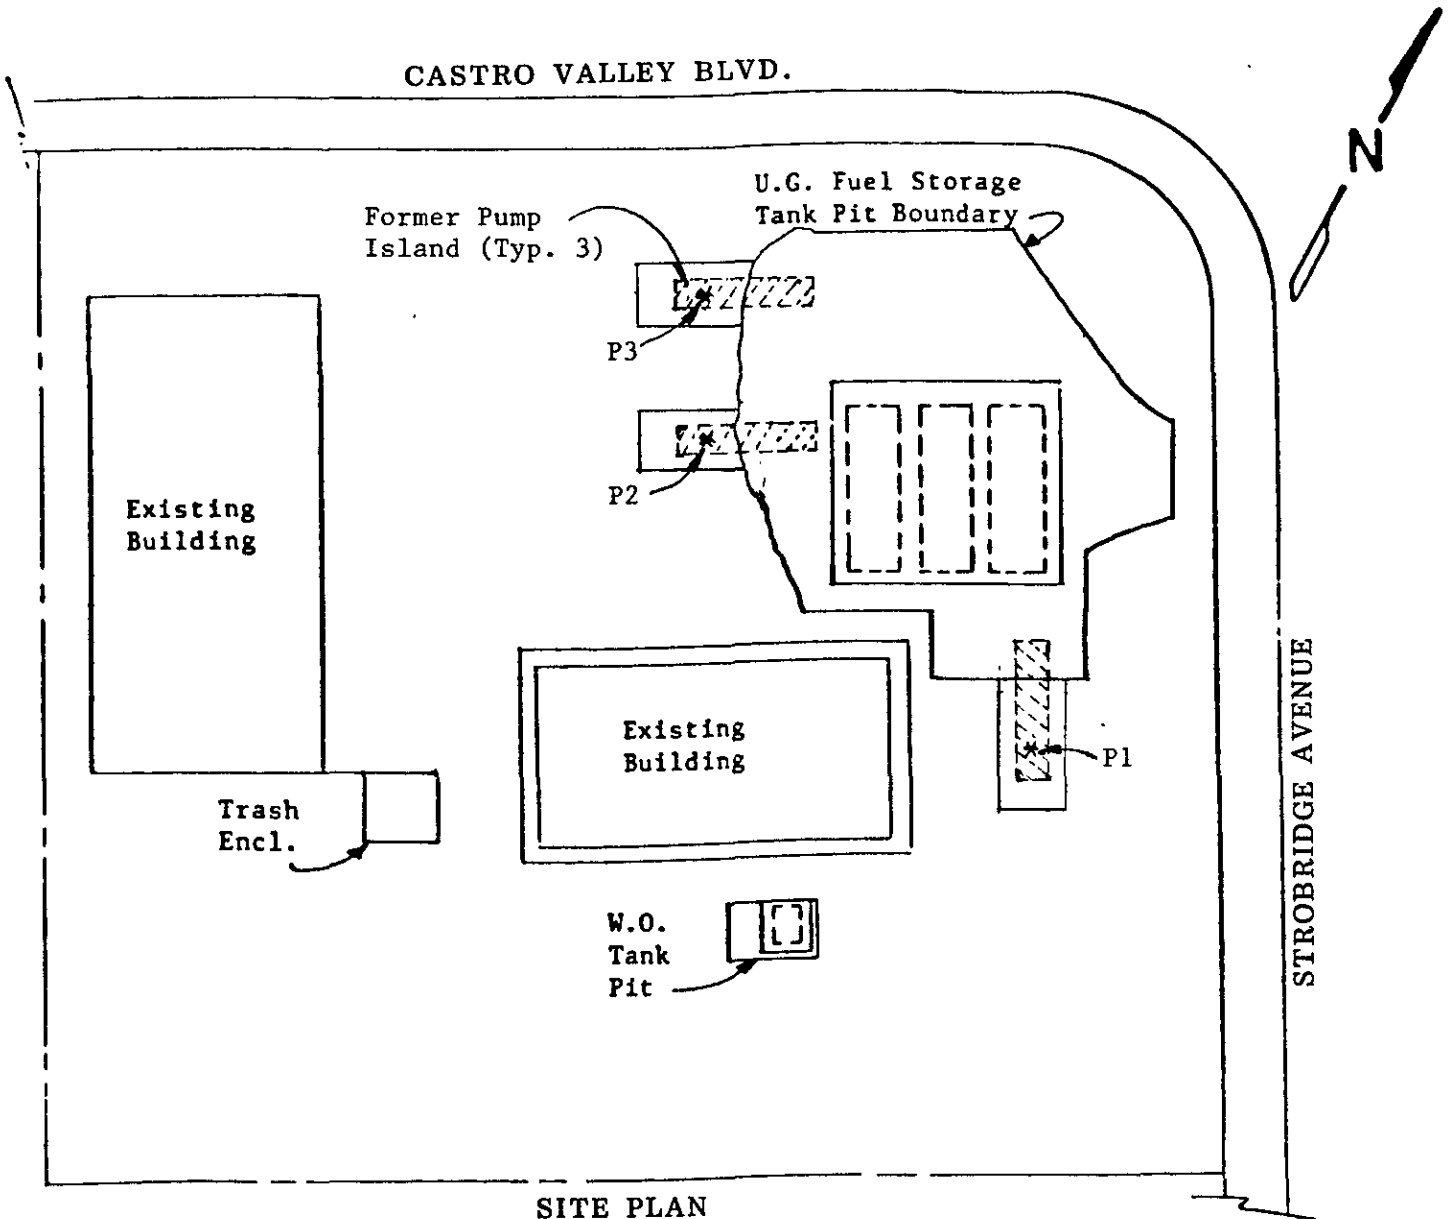 CASTRO VALLEY BLVD.
N
U.G. Fuel Storage
Tank Pit Boundary
Former Pump
Island (Typ. 3)
P3
P2
Existing
Building
Existing
Building
P1
Trash
Encl.
W.O.
Tank
Pit
STROBRIDGE AVENUE
SITE PLAN